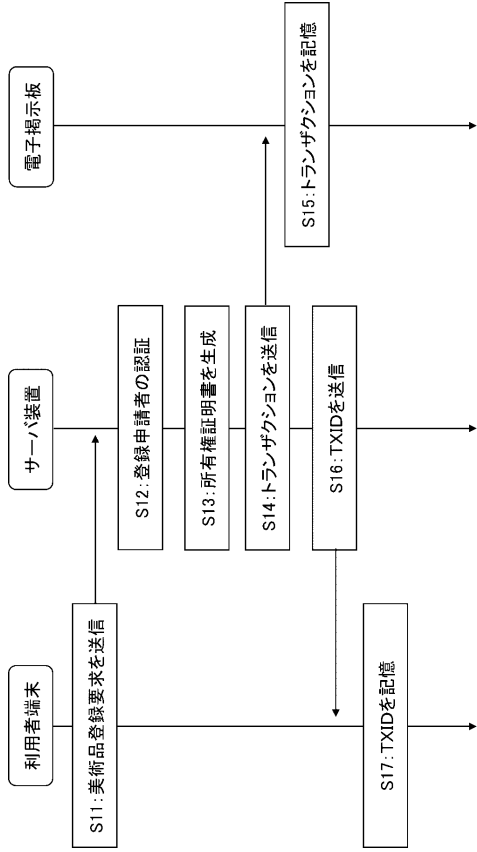 利用者端末
サーバ装置
電子掲示板
S11:美術品登録要求を送信
S12:登録申請者の認証
S13:所有権証明書を生成
S14:トランザクションを送信
S15:トランザクションを記憶
S16:TXIDを送信
S17:TXIDを記憶